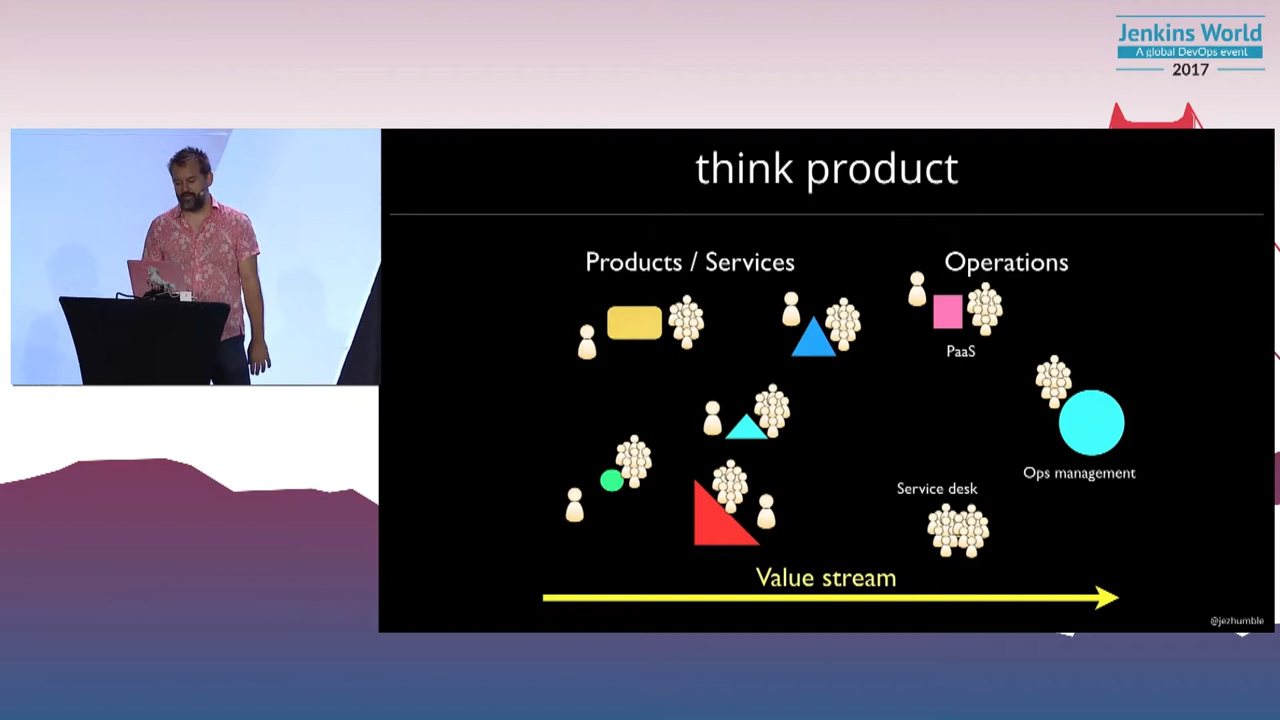 Jenkins World
A global DevOps event
2017
think product
Products / Services
Operations
PaaS
Ops management
Service desk
Value stream
@jezhumble